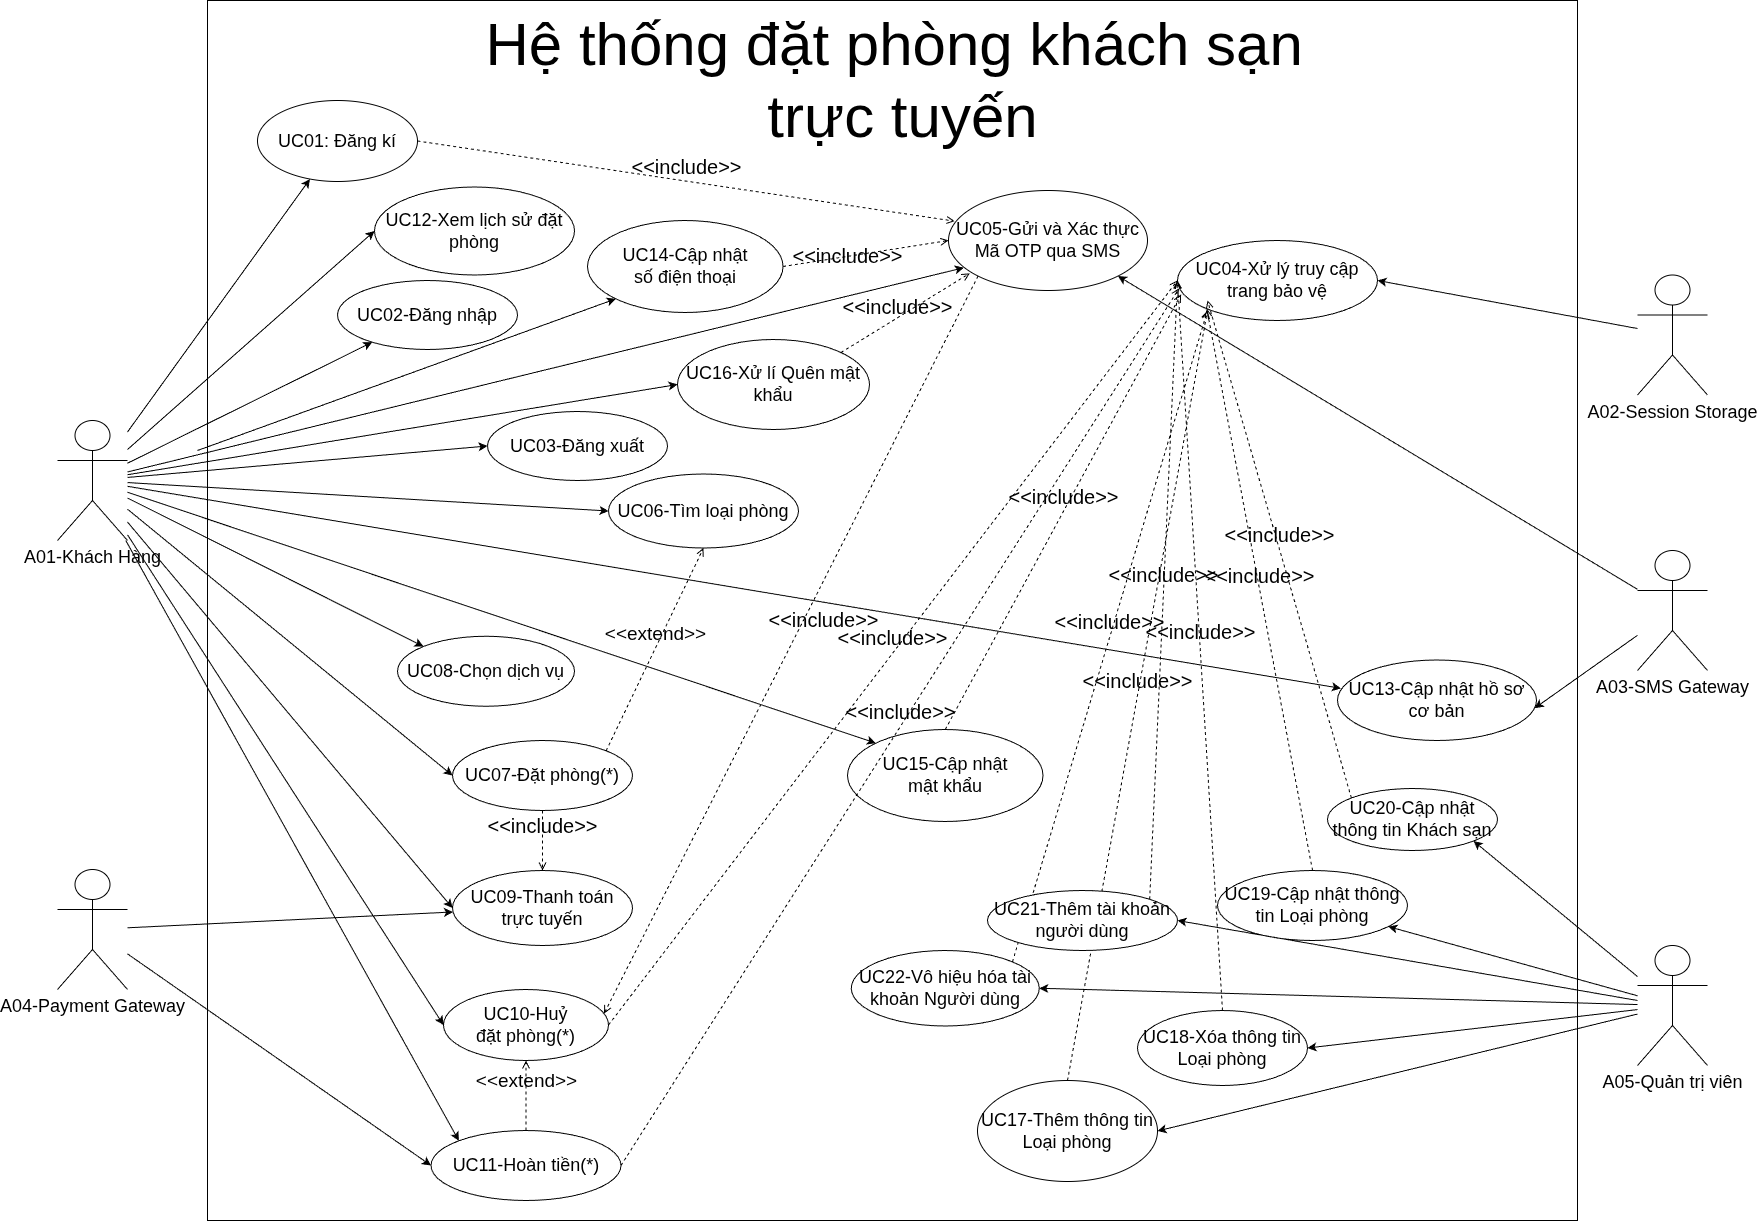 Hệ thống đặt phòng khách sạn
trực tuyến
UC01: Đăng kí
<<include>>
UC12-Xem lịch sử đặt
phòng
UC14-Cập nhật
số điện thoại
<<include>>
UC05-Gửi và Xác thực
Mã OTP qua SMS
UC04-Xử lý truy cập
trang bảo vệ
UC02-Đăng nhập
<<include>>
UC16-Xử lí Quên mật
khẩu
A02-Session Storage
UC03-Đăng xuất
UC06-Tìm loại phòng
<<include>>
<<include>>
A01-Khách Hàng
<<include>>
<<include>>
<<include>>
<<extend>>
<<include>>
<<include>>
<<include>>
UC08-Chọn dịch vụ
<<include>>
A03-SMS Gateway
UC13-Cập nhật hồ sơ
cơ bản
<<include>>
UC07-Đặt phòng(*)
UC15-Cập nhật
mật khẩu
<<include>>
UC20-Cập nhật
thông tin Khách sạn
UC09-Thanh toán
trực tuyến
UC21-Thêm tài khoản
người dùng
UC19-Cập nhật thông
tin Loại phòng
A04-Payment Gateway
UC22-Vô hiệu hóa tài
khoản Người dùng
UC10-Huỷ
đặt phòng(*)
UC18-Xóa thông tin
Loại phòng
<<extend>>
A05-Quản trị viên
UC17-Thêm thông tin
Loại phòng
UC11-Hoàn tiền(*)